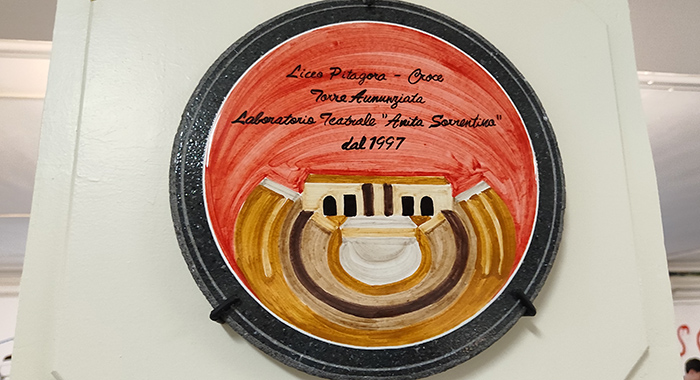 Liceo Pitagora - Croce
Torre Annunziata
Laboratorio Teatrale "Anita Sorrentino"
dal 1997